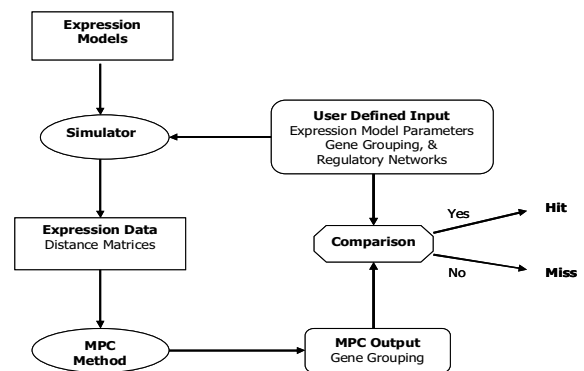 Expression
Models
Simulator
User Defined Input
Expression Model Parameters
Gene Grouping, &
Regulatory Networks
Expression Data
Distance Matrices
Comparison
Yes
Hit
No
Miss
MPC
Method
MPC Output
Gene Grouping